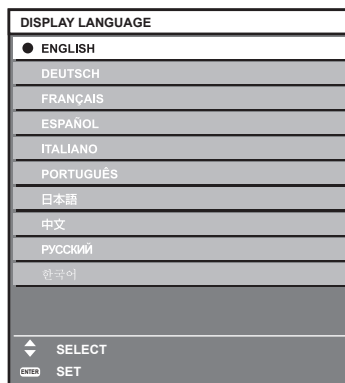 DISPLAY LANGUAGE
ENGLISH
DEUTSCH
FRANÇAIS
ESPAÑOL
ITALIANO
PORTUGUÊS
日本語
中文
РУССКИЙ
한국어
SELECT
ENTER SET